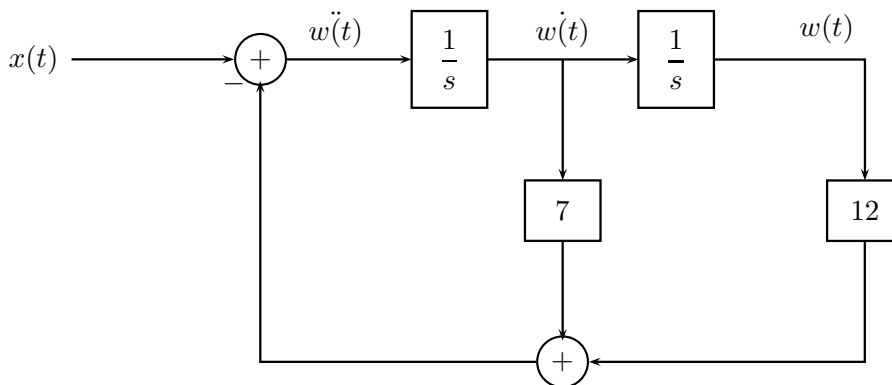 x(t)
+
−
ẅ(t)
1/s
ẇ(t)
1/s
w(t)
7
12
+